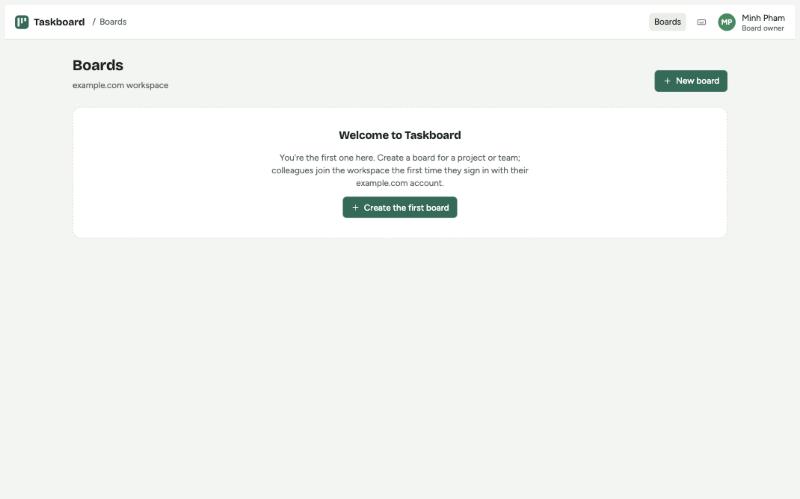 Taskboard / Boards
Boards
MP
Minh Pham
Board owner
Boards
example.com workspace
+ New board
Welcome to Taskboard
You're the first one here. Create a board for a project or team;
colleagues join the workspace the first time they sign in with their
example.com account.
+ Create the first board